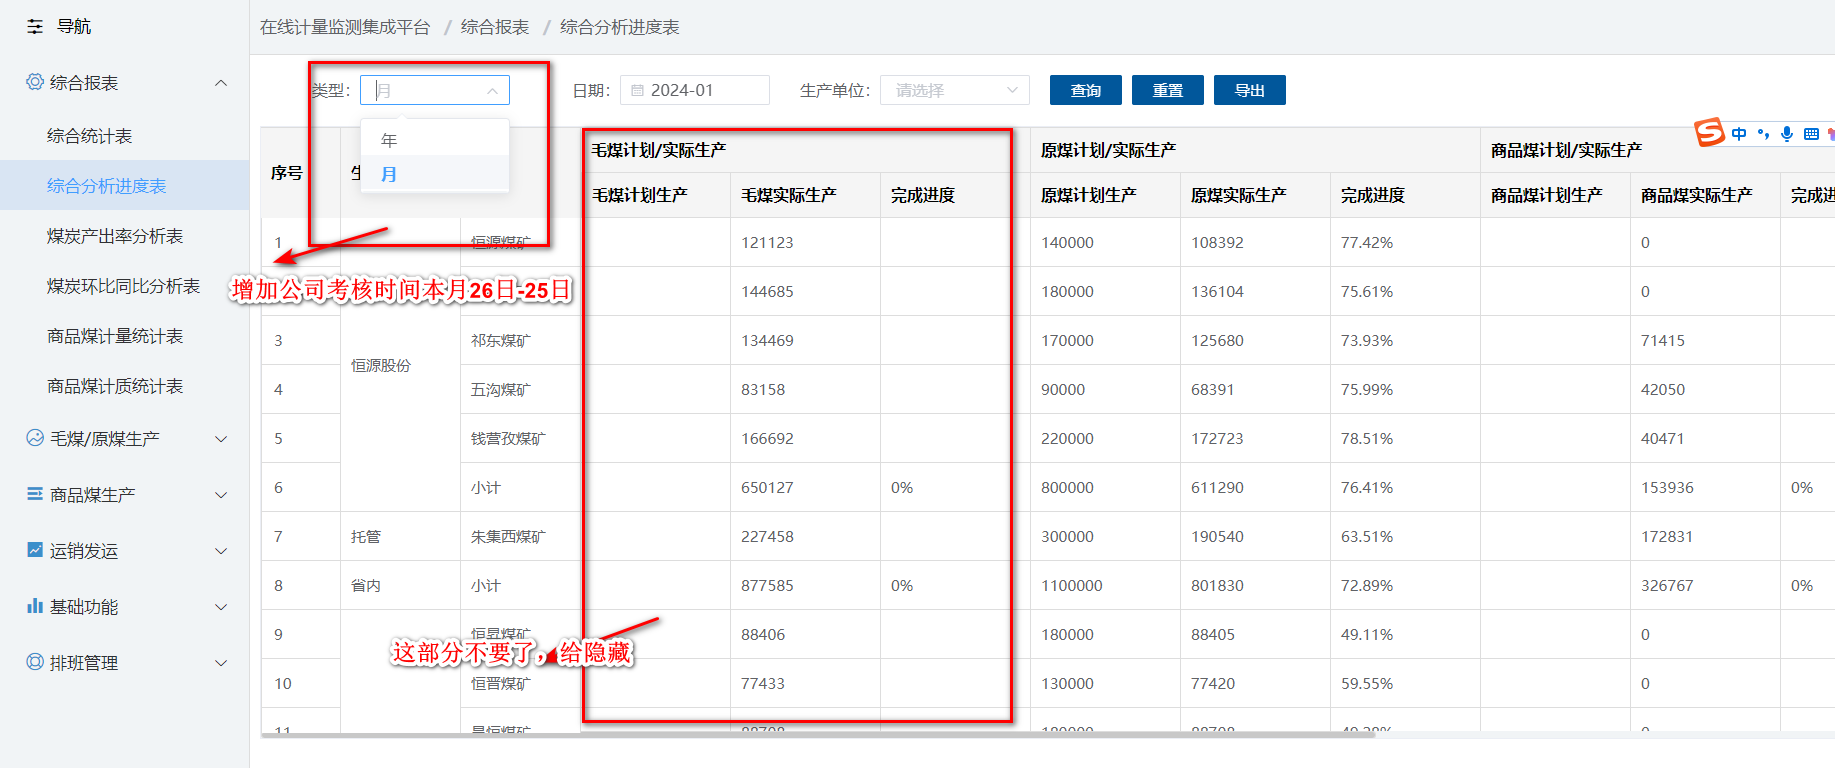 导航
在线计量监测集成平台 / 综合报表 / 综合分析进度表
综合报表
综合统计表
综合分析进度表
煤炭产出率分析表
煤炭环比同比分析表
商品煤计量统计表
商品煤计质统计表
毛煤/原煤生产
商品煤生产
运销发运
基础功能
排班管理
类型： 月 日期： 2024-01 生产单位： 请选择 查询 重置 导出
年
月
中
序号 毛煤计划/实际生产 原煤计划/实际生产 商品煤计划/实际生产
毛煤计划生产 毛煤实际生产 完成进度 原煤计划生产 原煤实际生产 完成进度 商品煤计划生产 商品煤实际生产
1 恒源煤矿 121123 140000 108392 77.42% 0
增加公司考核时间本月26日-25日
144685 180000 136104 75.61% 0
3 祁东煤矿 134469 170000 125680 73.93% 71415
恒源股份
4 五沟煤矿 83158 90000 68391 75.99% 42050
5 钱营孜煤矿 166692 220000 172723 78.51% 40471
6 小计 650127 0% 800000 611290 76.41% 153936 0%
7 托管 朱集西煤矿 227458 300000 190540 63.51% 172831
8 省内 小计 877585 0% 1100000 801830 72.89% 326767 0%
9 恒昇煤矿 88406 180000 88405 49.11% 0
这部分不要了，给隐藏
10 恒晋煤矿 77433 130000 77420 59.55% 0
11 88708 180000 88708 49.28% 0